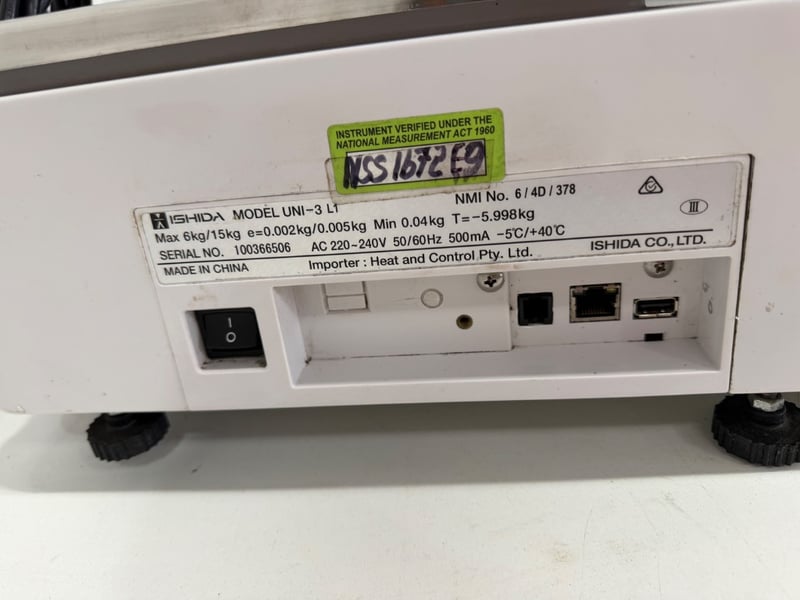 INSTRUMENT VERIFIED UNDER THE
NATIONAL MEASUREMENT ACT 1960
NSS1672E9
ISHIDA MODEL UNI-3 L1 NMI No. 6/4D/378
Max 6kg/15kg e=0.002kg/0.005kg Min 0.04kg T=-5.998kg
III
SERIAL NO. 100366506 AC 220~240V 50/60Hz 500mA -5℃/+40℃ ISHIDA CO., LTD.
MADE IN CHINA Importer : Heat and Control Pty. Ltd.
I
O